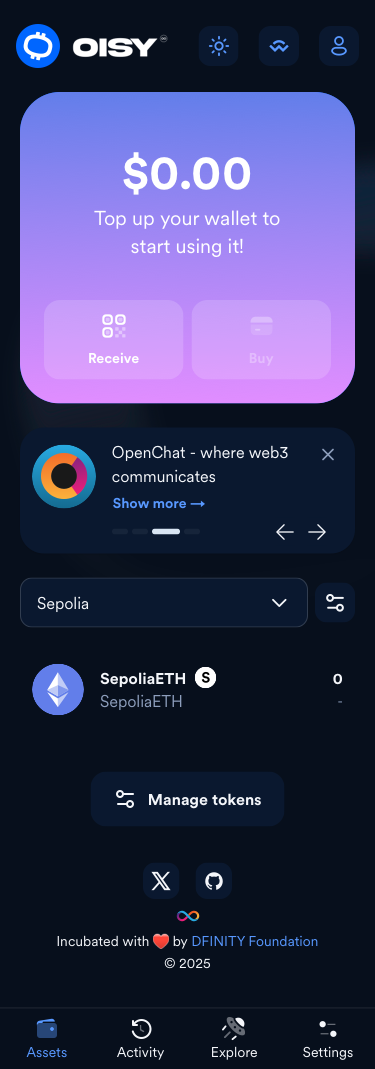 OISY
$0.00
Top up your wallet to
start using it!
Receive
Buy
OpenChat - where web3
communicates
Show more →
Sepolia
SepoliaETH S
0
SepoliaETH
-
Manage tokens
Incubated with ❤️ by DFINITY Foundation
© 2025
Assets
Activity
Explore
Settings